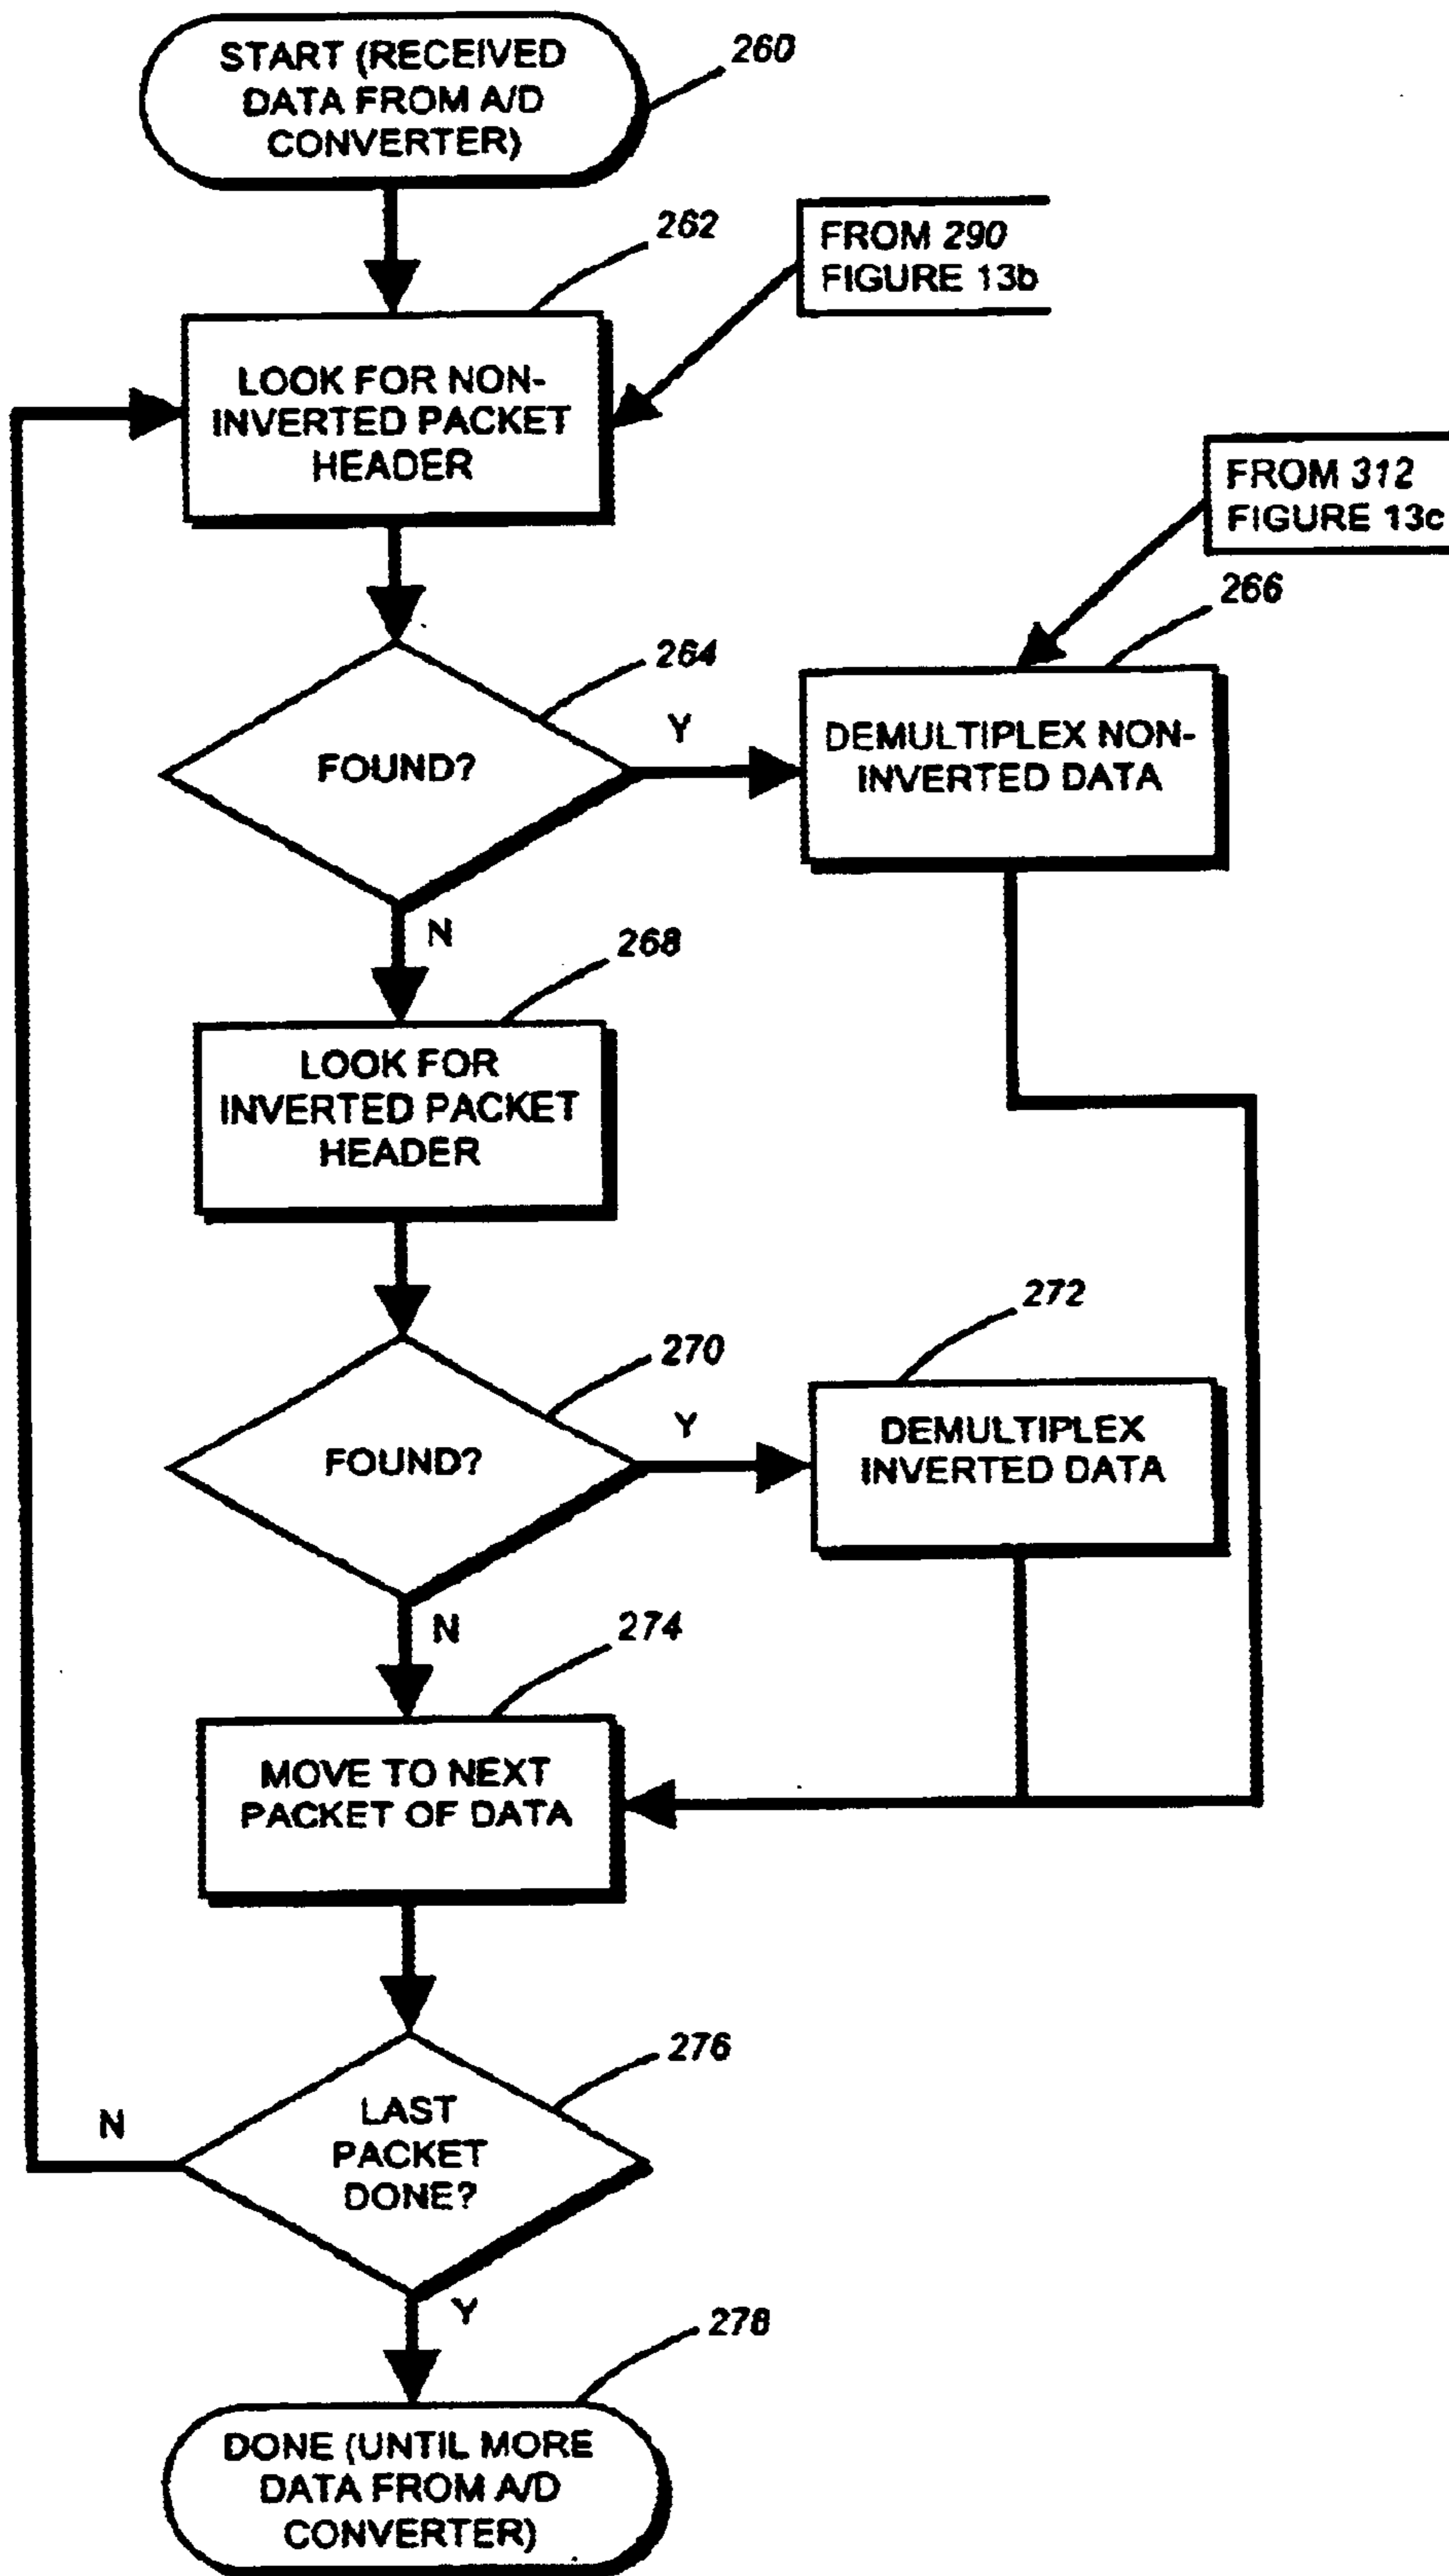 START (RECEIVED
DATA FROM A/D
CONVERTER)
260
262
FROM 290
FIGURE 13b
LOOK FOR NON-
INVERTED PACKET
HEADER
FROM 312
FIGURE 13c
266
264
FOUND?
Y
DEMULTIPLEX NON-
INVERTED DATA
N
268
LOOK FOR
INVERTED PACKET
HEADER
272
270
FOUND?
Y
DEMULTIPLEX
INVERTED DATA
N
274
MOVE TO NEXT
PACKET OF DATA
276
LAST
PACKET
DONE?
N
Y
278
DONE (UNTIL MORE
DATA FROM A/D
CONVERTER)